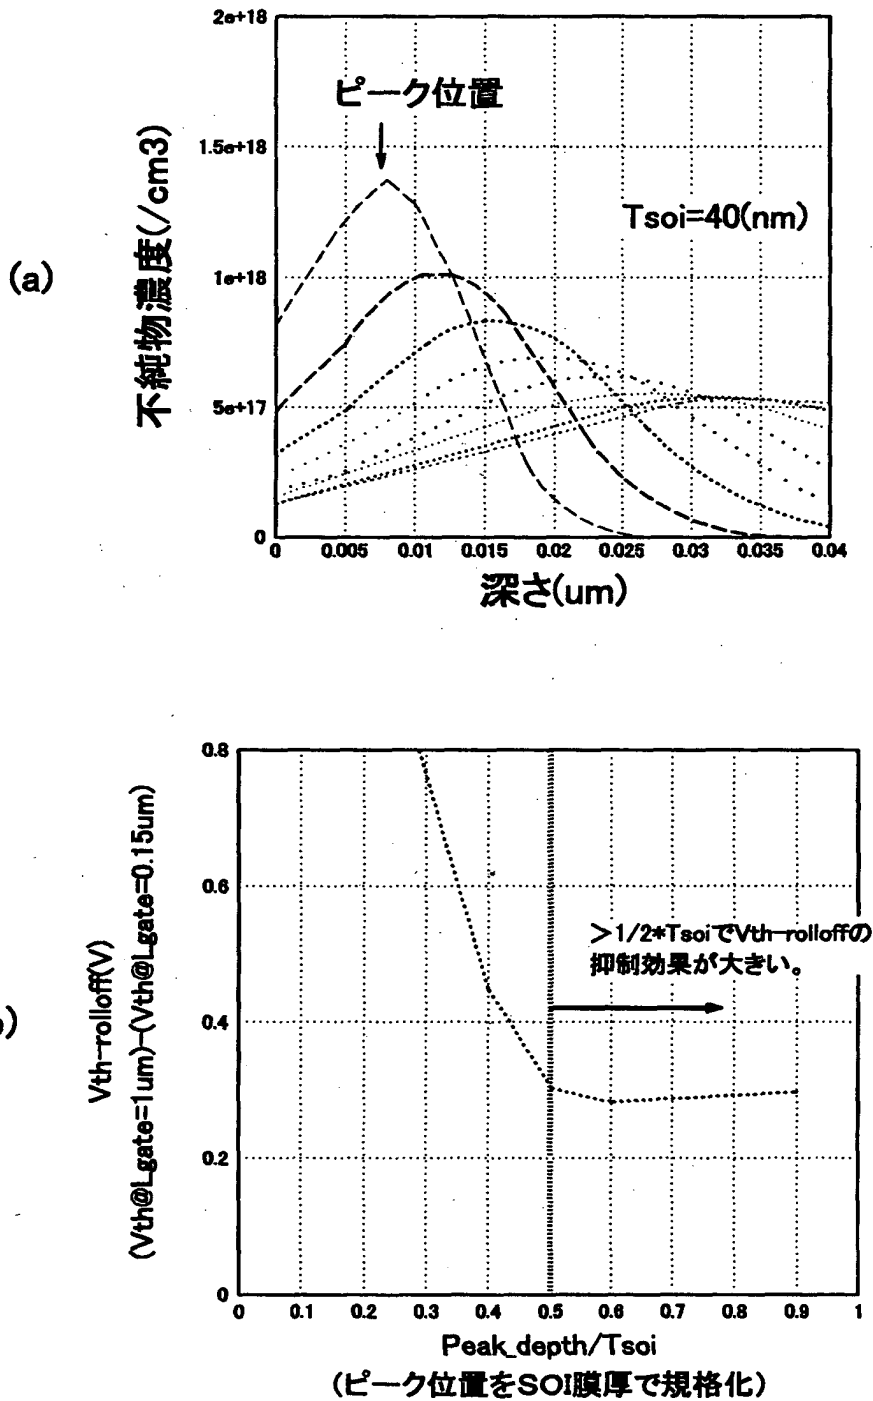 (a)
不純物濃度(/cm3)
2e+18
1.5e+18
1e+18
5e+17
0
ピーク位置
Tsoi=40(nm)
0 0.005 0.01 0.015 0.02 0.025 0.03 0.035 0.04
深さ(um)
Vth-rolloff(V)
(Vth@Lgate=1um)-(Vth@Lgate=0.15um)
0.8
0.6
0.4
0.2
0
>1/2*TsoiでVth-rolloffの
抑制効果が大きい。
0 0.1 0.2 0.3 0.4 0.5 0.6 0.7 0.8 0.9 1
Peak_depth/Tsoi
(ピーク位置をSOI膜厚で規格化)